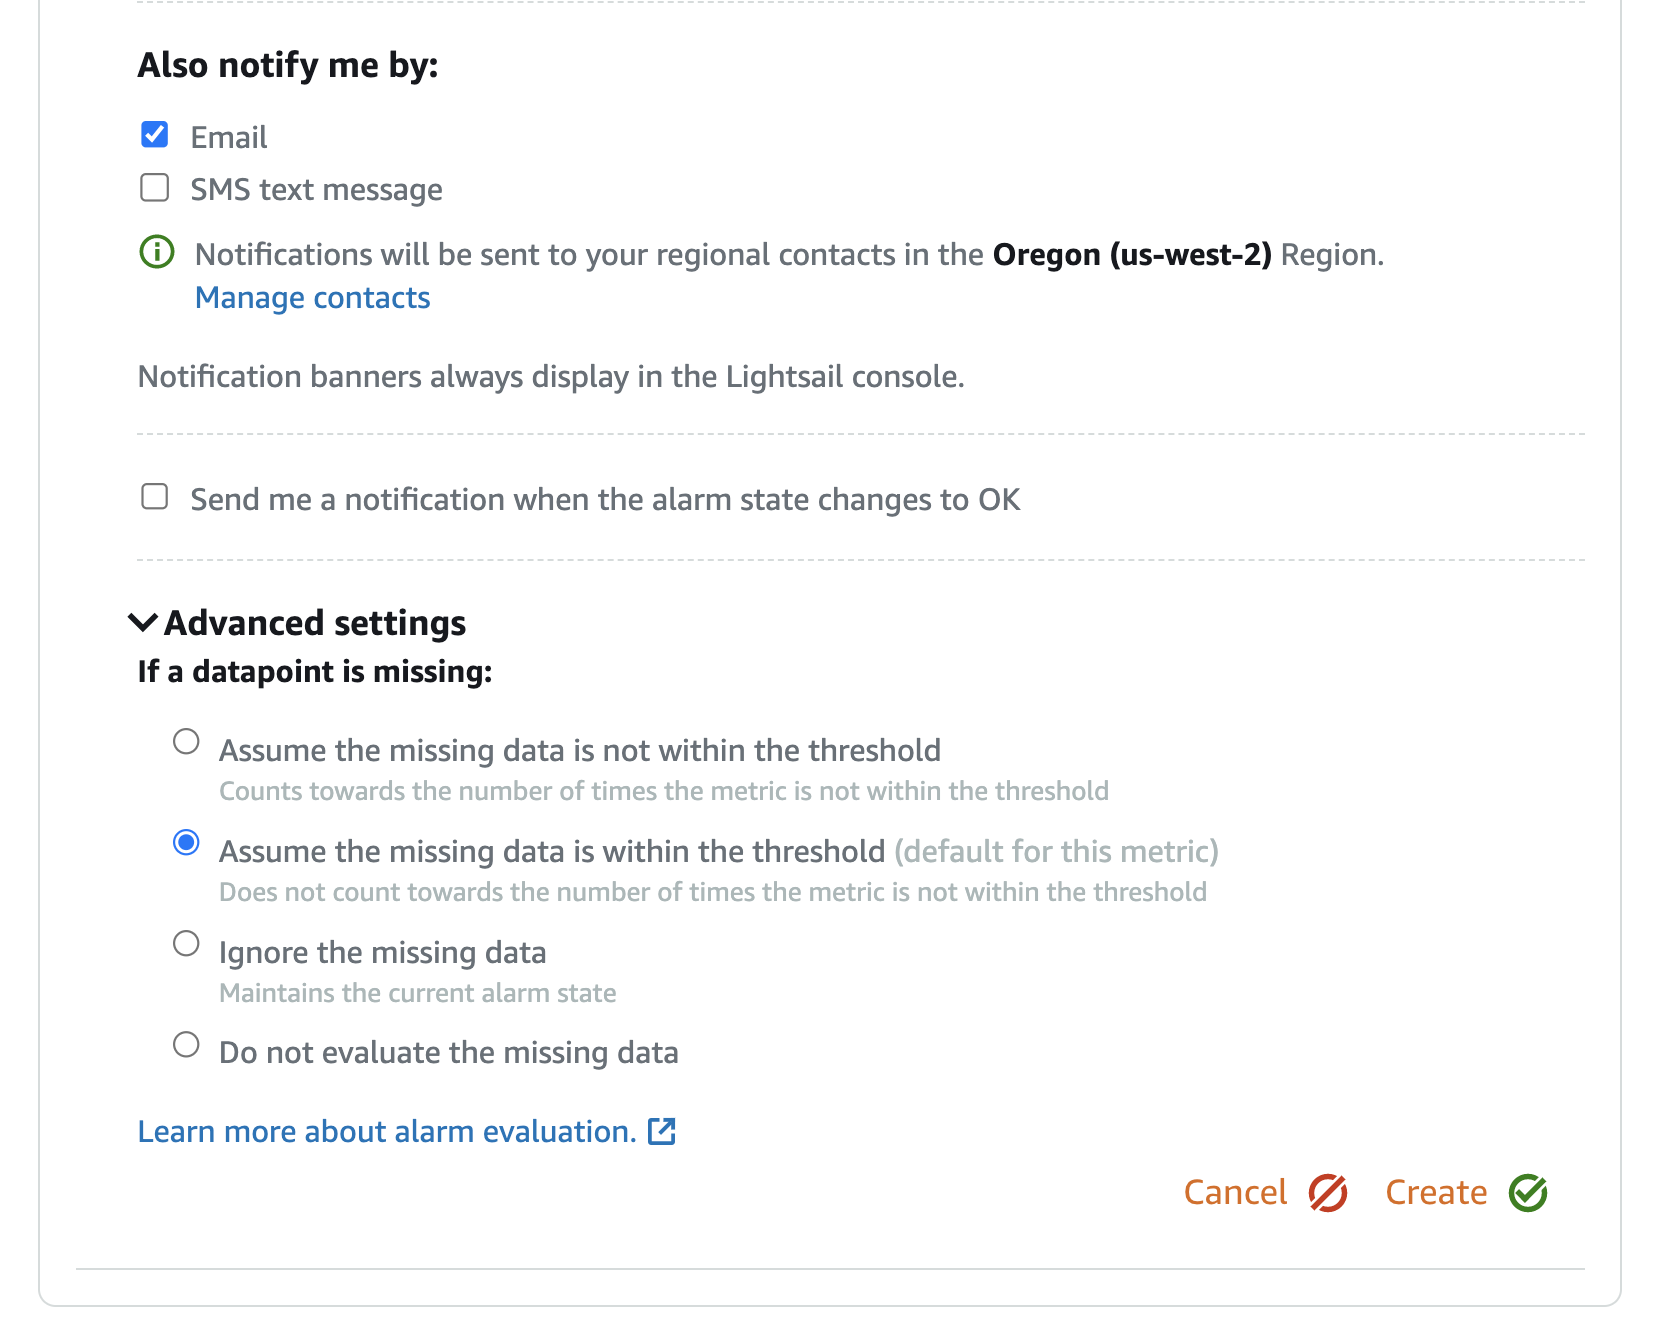 Also notify me by:
Email
SMS text message
Notifications will be sent to your regional contacts in the Oregon (us-west-2) Region.
Manage contacts
Notification banners always display in the Lightsail console.
Send me a notification when the alarm state changes to OK
Advanced settings
If a datapoint is missing:
Assume the missing data is not within the threshold
Counts towards the number of times the metric is not within the threshold
Assume the missing data is within the threshold (default for this metric)
Does not count towards the number of times the metric is not within the threshold
Ignore the missing data
Maintains the current alarm state
Do not evaluate the missing data
Learn more about alarm evaluation.
Cancel Create